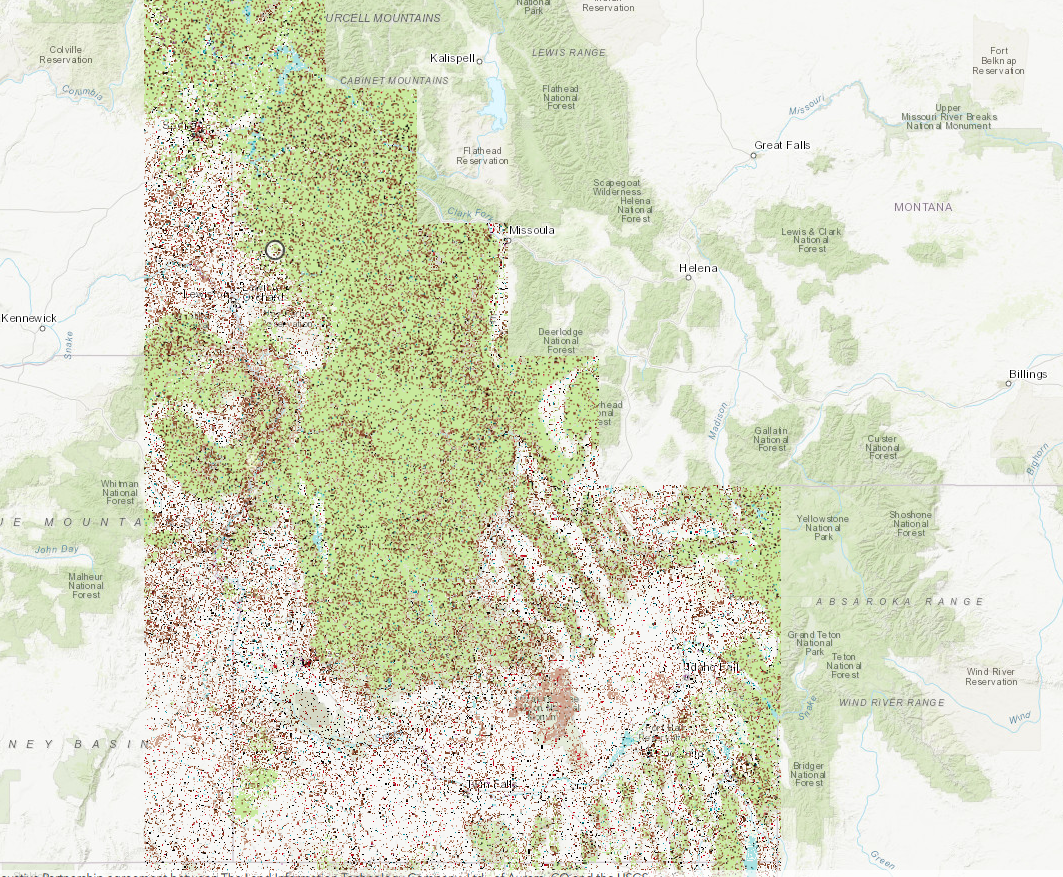 National
Park
Reservation
URCELL MOUNTAINS
Colville
Reservation
Kalispell
LEWIS RANGE
Fort
Belknap
Reservation
CABINET MOUNTAINS
Columbia
Flathead
National
Forest
Missouri
Upper
Missouri River Breaks
National Monument
Great Falls
Flathead
Reservation
Scapegoat
Wilderness
Helena
National
Forest
MONTANA
Clark Fork
Missoula
Lewis & Clark
National
Forest
Helena
Orchard
Kennewick
Snake
Deerlodge
National
Forest
Billings
Madison
Gallatin
National
Forest
Custer
National
Forest
Bighorn
Whitman
National
Forest
Yellowstone
National
Park
Shoshone
National
Forest
UE MOUNTA
John Day
Malheur
National
Forest
ABSAROKA RANGE
Grand Teton
National
Park
Teton
National
Forest
Idaho Fall
Wind River
Reservation
Snake
WIND RIVER RANGE
Wind
NEY BASIN
Bridger
National
Forest
Twin Falls
Green